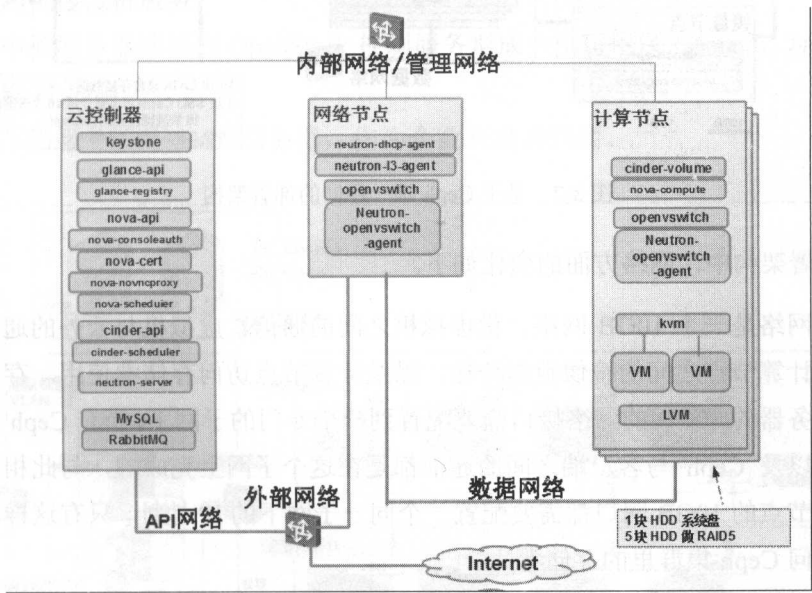 内部网络/管理网络
云控制器
keystone
glance-api
glance-registry
nova-api
nova-consoleauth
nova-cert
nova-novncproxy
nova-scheduier
cinder-api
cinder-scheduler
neutron-server
MySQL
RabbitMQ
网络节点
neutron-dhcp-agent
neutron-l3-agent
openvswitch
Neutron-
openvswitch
-agent
计算节点
cinder-volume
nova-compute
openvswitch
Neutron-
openvswitch
-agent
kvm
VM
VM
LVM
API网络
外部网络
数据网络
1块 HDD 系统盘
5块 HDD 做 RAID5
Internet